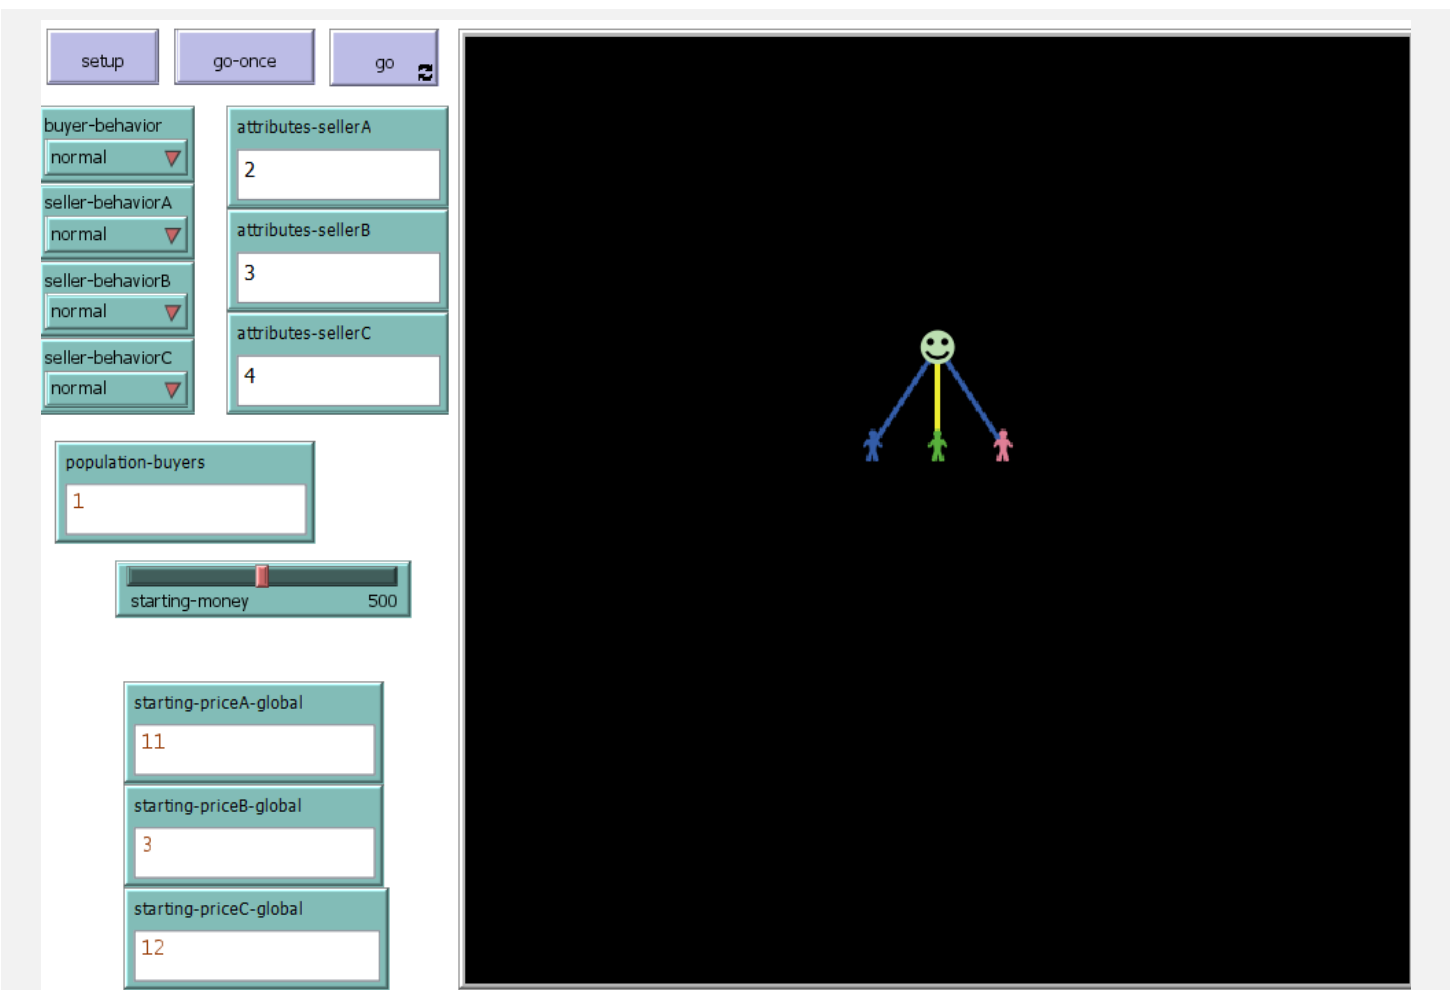 setup
go-once
go
buyer-behavior
normal
seller-behaviorA
normal
seller-behaviorB
normal
seller-behaviorC
normal
attributes-sellerA
2
attributes-sellerB
3
attributes-sellerC
4
population-buyers
1
starting-money 500
starting-priceA-global
11
starting-priceB-global
3
starting-priceC-global
12